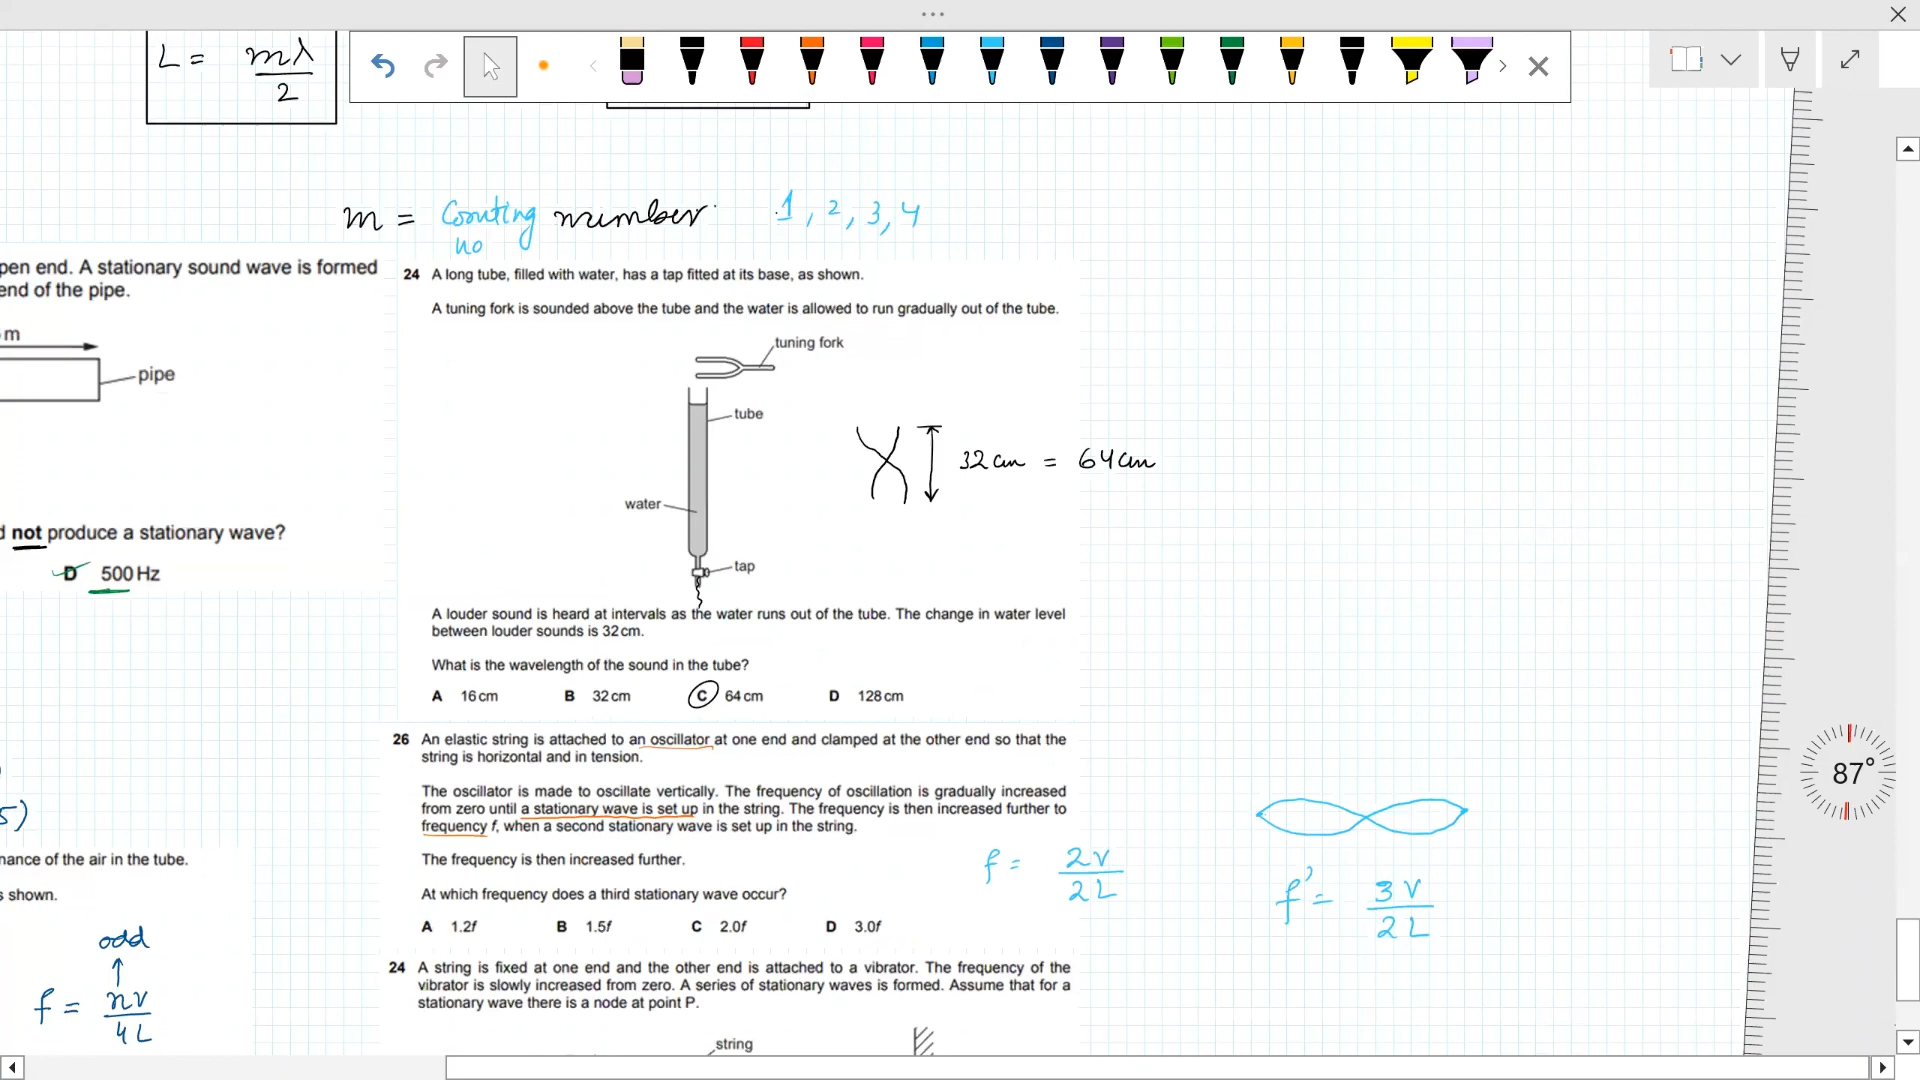 L = mλ/2
m = Counting no number 1, 2, 3, 4
pen end. A stationary sound wave is formed
end of the pipe.
m
pipe
d not produce a stationary wave?
D 500 Hz
24 A long tube, filled with water, has a tap fitted at its base, as shown.
A tuning fork is sounded above the tube and the water is allowed to run gradually out of the tube.
tuning fork
tube
32 cm = 64 cm
water
tap
A louder sound is heard at intervals as the water runs out of the tube. The change in water level
between louder sounds is 32 cm.
What is the wavelength of the sound in the tube?
A 16 cm B 32 cm C 64 cm D 128 cm
26 An elastic string is attached to an oscillator at one end and clamped at the other end so that the
string is horizontal and in tension.
The oscillator is made to oscillate vertically. The frequency of oscillation is gradually increased
from zero until a stationary wave is set up in the string. The frequency is then increased further to
frequency f, when a second stationary wave is set up in the string.
The frequency is then increased further.
At which frequency does a third stationary wave occur?
A 1.2f B 1.5f C 2.0f D 3.0f
f = 2v/2L
f' = 3v/2L
87°
5)
nance of the air in the tube.
s shown.
odd
f = nv/4L
24 A string is fixed at one end and the other end is attached to a vibrator. The frequency of the
vibrator is slowly increased from zero. A series of stationary waves is formed. Assume that for a
stationary wave there is a node at point P.
string